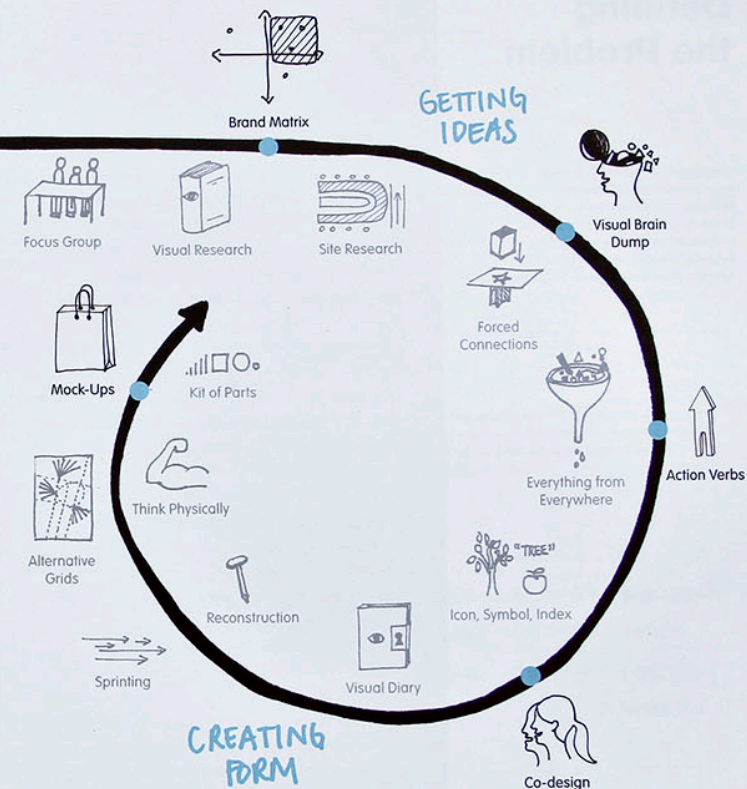 Brand Matrix
GETTING
IDEAS
Focus Group
Visual Research
Site Research
Visual Brain
Dump
Forced
Connections
Mock-Ups
Kit of Parts
Everything from
Everywhere
Action Verbs
Think Physically
Alternative
Grids
"TREE"
Icon, Symbol, Index
Reconstruction
Sprinting
Visual Diary
CREATING
FORM
Co-design